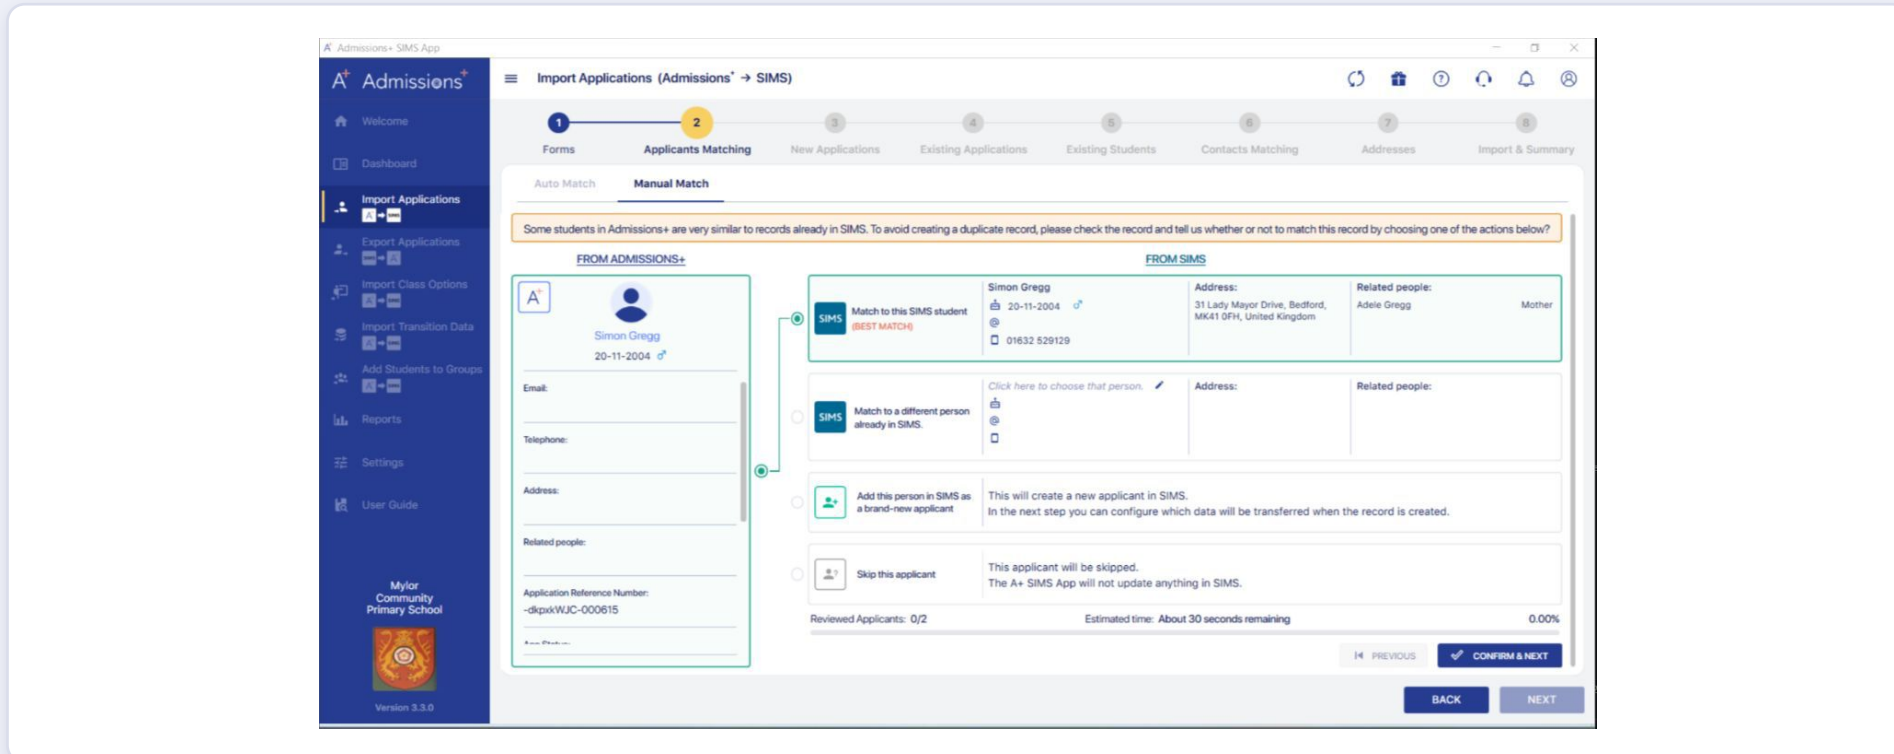 Admissions+ SIMS App
A+ Admissions+
Import Applications (Admissions+ → SIMS)
Welcome
Dashboard
Import Applications
A+ → SIMS
Export Applications
SIMS → A+
Import Class Options
A+ → SIMS
Import Transition Data
A+ → SIMS
Add Students to Groups
A+ → SIMS
Reports
Settings
User Guide
Mylor
Community
Primary School
Version 3.3.0
1 2 3 4 5 6 7 8
Forms Applicants Matching New Applications Existing Applications Existing Students Contacts Matching Addresses Import & Summary
Auto Match Manual Match
Some students in Admissions+ are very similar to records already in SIMS. To avoid creating a duplicate record, please check the record and tell us whether or not to match this record by choosing one of the actions below?
FROM ADMISSIONS+
A+
Simon Gregg
20-11-2004
Email:
Telephone:
Address:
Related people:
Application Reference Number:
-dkpxkWJC-000615
App Status:
FROM SIMS
SIMS
Match to this SIMS student
(BEST MATCH)
Simon Gregg
20-11-2004
@
01632 529129
Address:
31 Lady Mayor Drive, Bedford,
MK41 0FH, United Kingdom
Related people:
Adele Gregg Mother
SIMS
Match to a different person
already in SIMS.
Click here to choose that person.
@
Address:
Related people:
Add this person in SIMS as
a brand-new applicant
This will create a new applicant in SIMS.
In the next step you can configure which data will be transferred when the record is created.
Skip this applicant
This applicant will be skipped.
The A+ SIMS App will not update anything in SIMS.
Reviewed Applicants: 0/2 Estimated time: About 30 seconds remaining 0.00%
PREVIOUS CONFIRM & NEXT
BACK NEXT